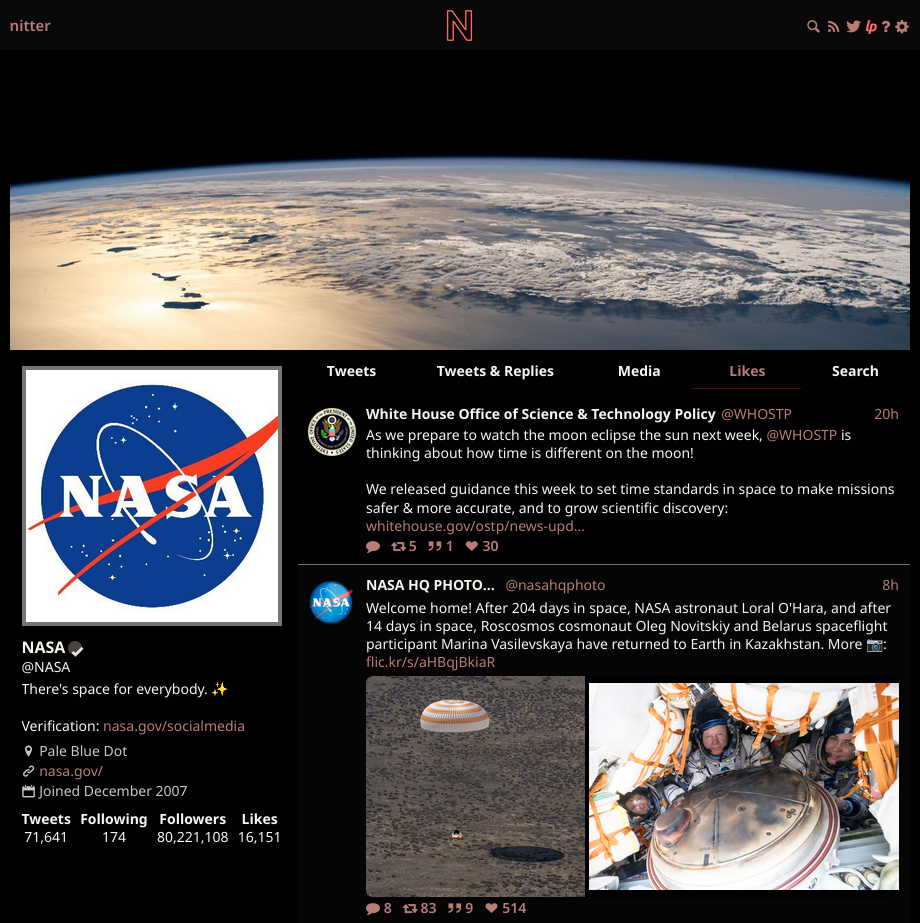 nitter
N
lp ?
Tweets Tweets & Replies Media Likes Search
NASA
NASA
@NASA
There's space for everybody. ✨
Verification: nasa.gov/socialmedia
Pale Blue Dot
nasa.gov/
Joined December 2007
Tweets Following Followers Likes
71,641 174 80,221,108 16,151
White House Office of Science & Technology Policy @WHOSTP 20h
As we prepare to watch the moon eclipse the sun next week, @WHOSTP is
thinking about how time is different on the moon!
We released guidance this week to set time standards in space to make missions
safer & more accurate, and to grow scientific discovery:
whitehouse.gov/ostp/news-upd...
5 1 30
NASA
NASA HQ PHOTO... @nasahqphoto 8h
Welcome home! After 204 days in space, NASA astronaut Loral O'Hara, and after
14 days in space, Roscosmos cosmonaut Oleg Novitskiy and Belarus spaceflight
participant Marina Vasilevskaya have returned to Earth in Kazakhstan. More 📷:
flic.kr/s/aHBqjBkiaR
8 83 9 514